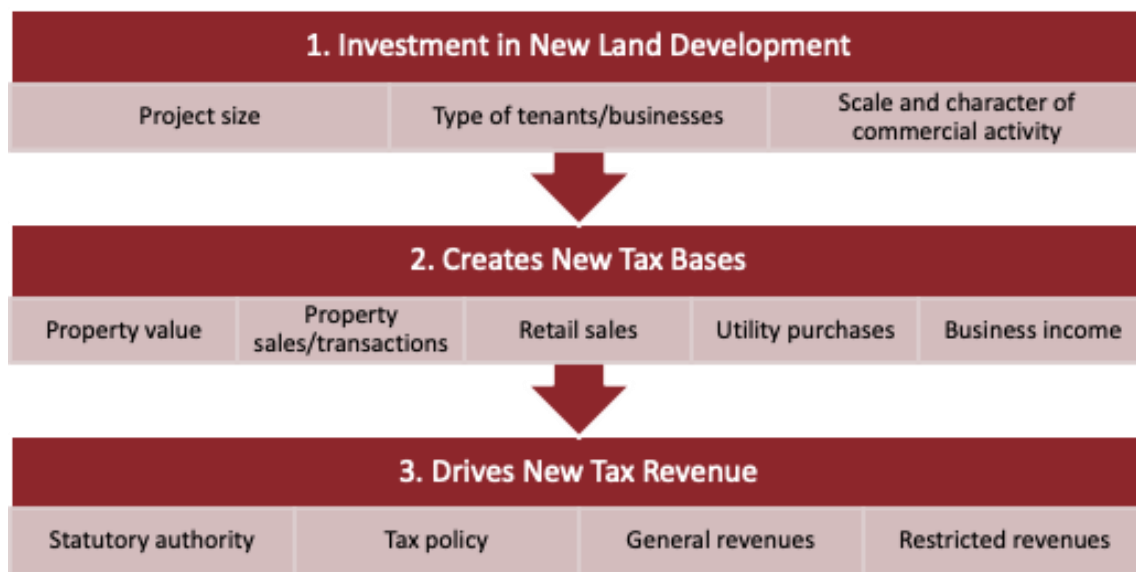 1. Investment in New Land Development
Project size
Type of tenants/businesses
Scale and character of
commercial activity
2. Creates New Tax Bases
Property value
Property
sales/transactions
Retail sales
Utility purchases
Business income
3. Drives New Tax Revenue
Statutory authority
Tax policy
General revenues
Restricted revenues